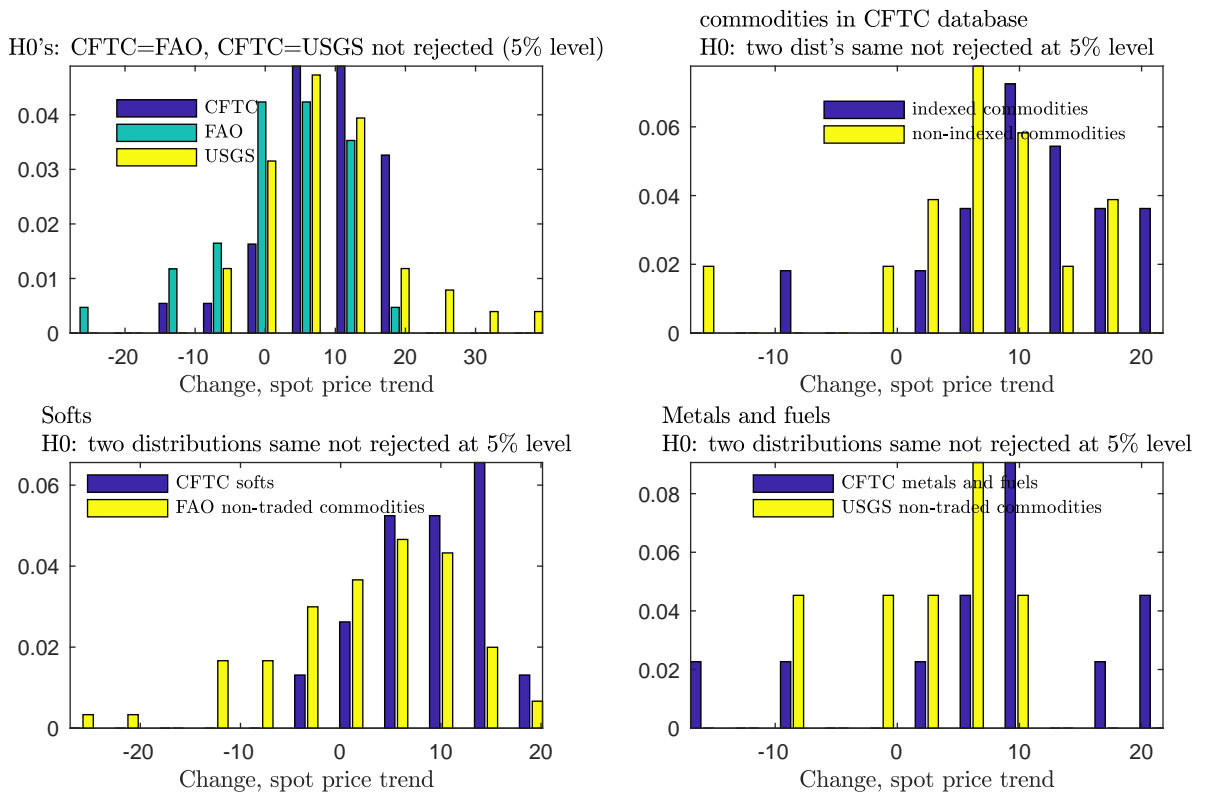 H0's: CFTC=FAO, CFTC=USGS not rejected (5% level)
CFTC
FAO
USGS
0.04
0.03
0.02
0.01
0
-20 -10 0 10 20 30
Change, spot price trend
commodities in CFTC database
H0: two dist's same not rejected at 5% level
indexed commodities
non-indexed commodities
0.06
0.04
0.02
0
-10 0 10 20
Change, spot price trend
Softs
H0: two distributions same not rejected at 5% level
CFTC softs
FAO non-traded commodities
0.06
0.04
0.02
0
-20 -10 0 10 20
Change, spot price trend
Metals and fuels
H0: two distributions same not rejected at 5% level
CFTC metals and fuels
USGS non-traded commodities
0.08
0.06
0.04
0.02
0
-10 0 10 20
Change, spot price trend